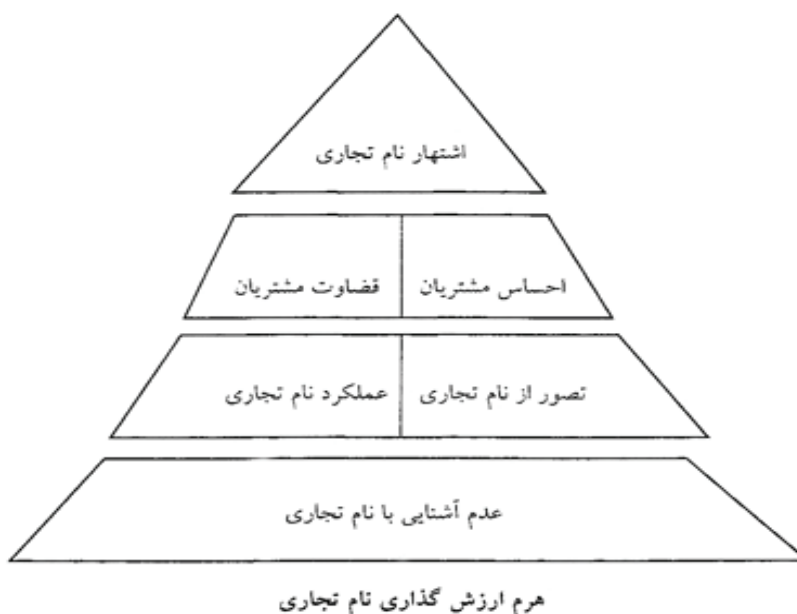 اشتهار نام تجاری
احساس مشتریان
قضاوت مشتریان
تصور از نام تجاری
عملکرد نام تجاری
عدم آشنایی با نام تجاری
هرم ارزش گذاری نام تجاری